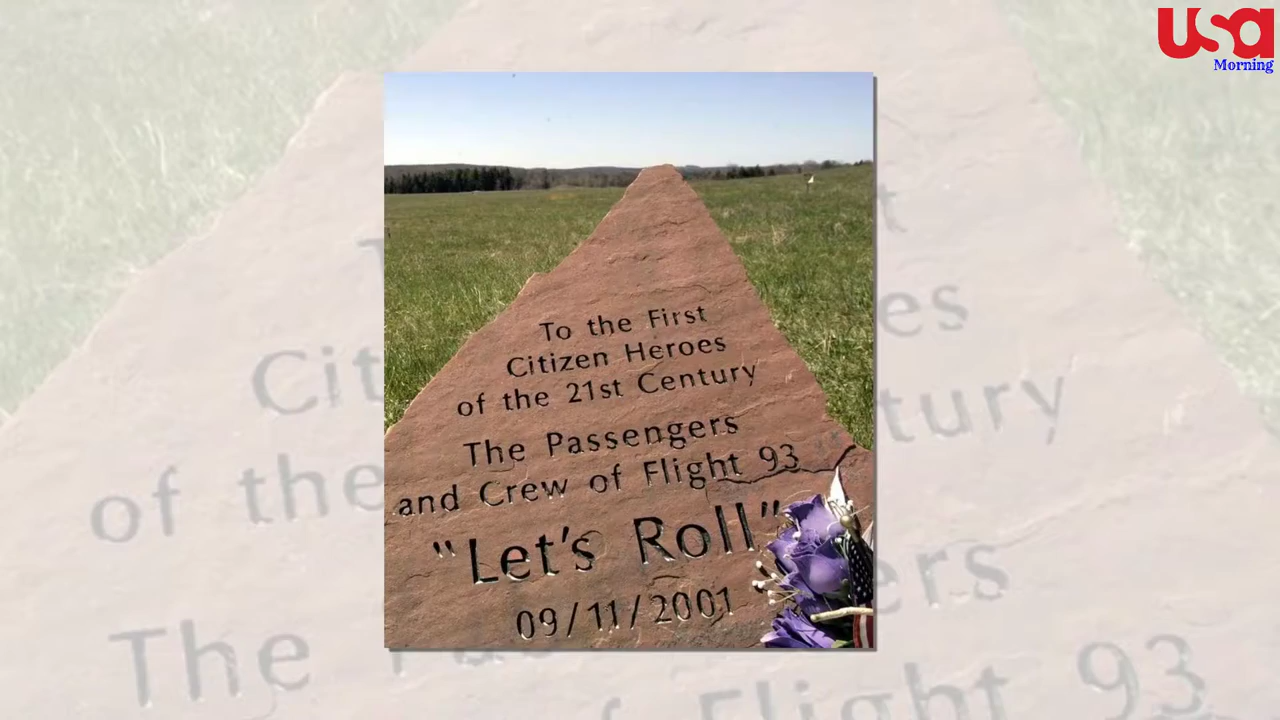 usa
Morning
To the First
Citizen Heroes
of the 21st Century
The Passengers
and Crew of Flight 93
"Let's Roll"
09/11/2001